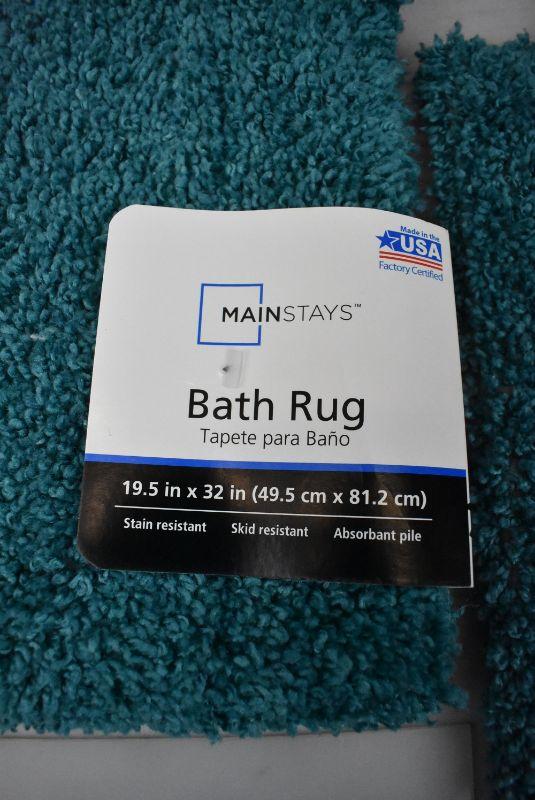 Made in the
USA
Factory Certified
MAINSTAYS™
Bath Rug
Tapete para Baño
19.5 in x 32 in (49.5 cm x 81.2 cm)
Stain resistant Skid resistant Absorbant pile